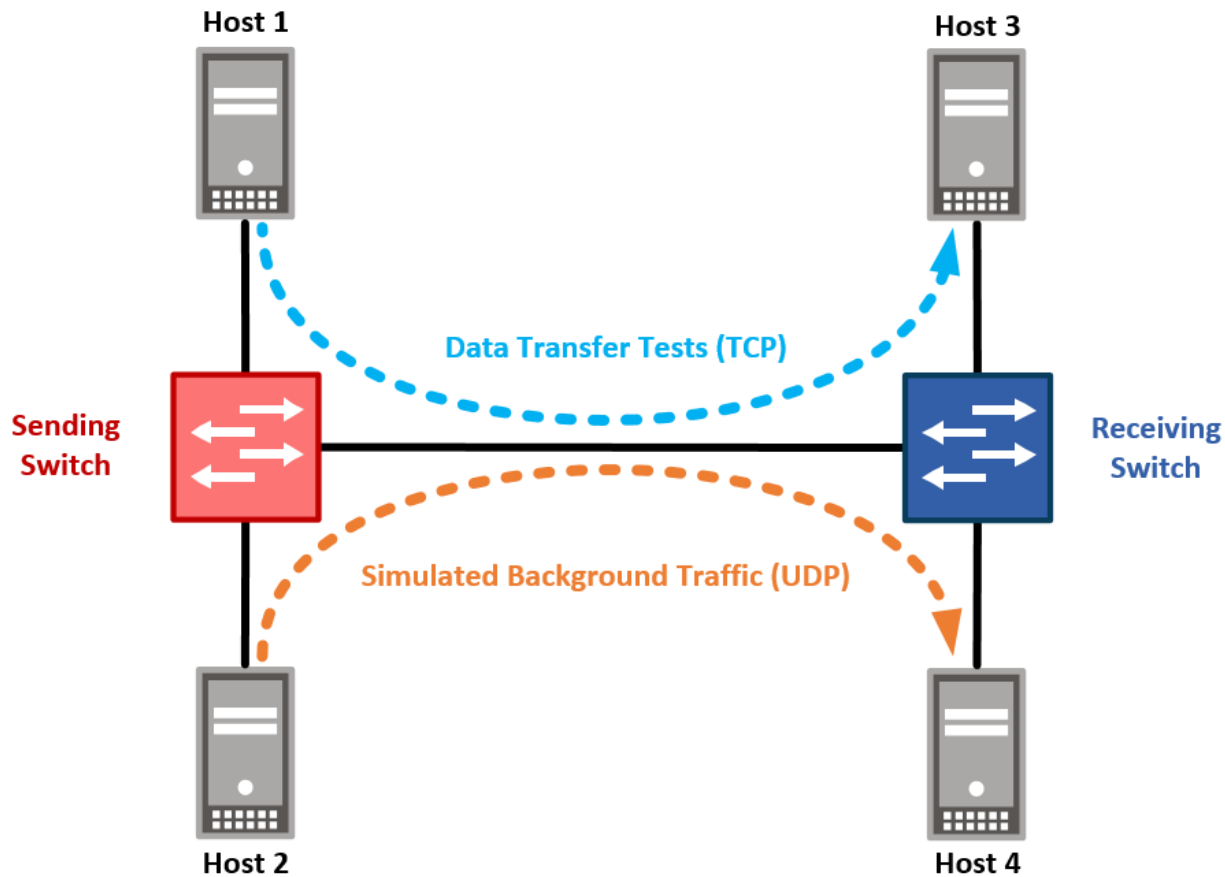 Host 1
Host 3
Data Transfer Tests (TCP)
Sending
Switch
Receiving
Switch
Simulated Background Traffic (UDP)
Host 2
Host 4